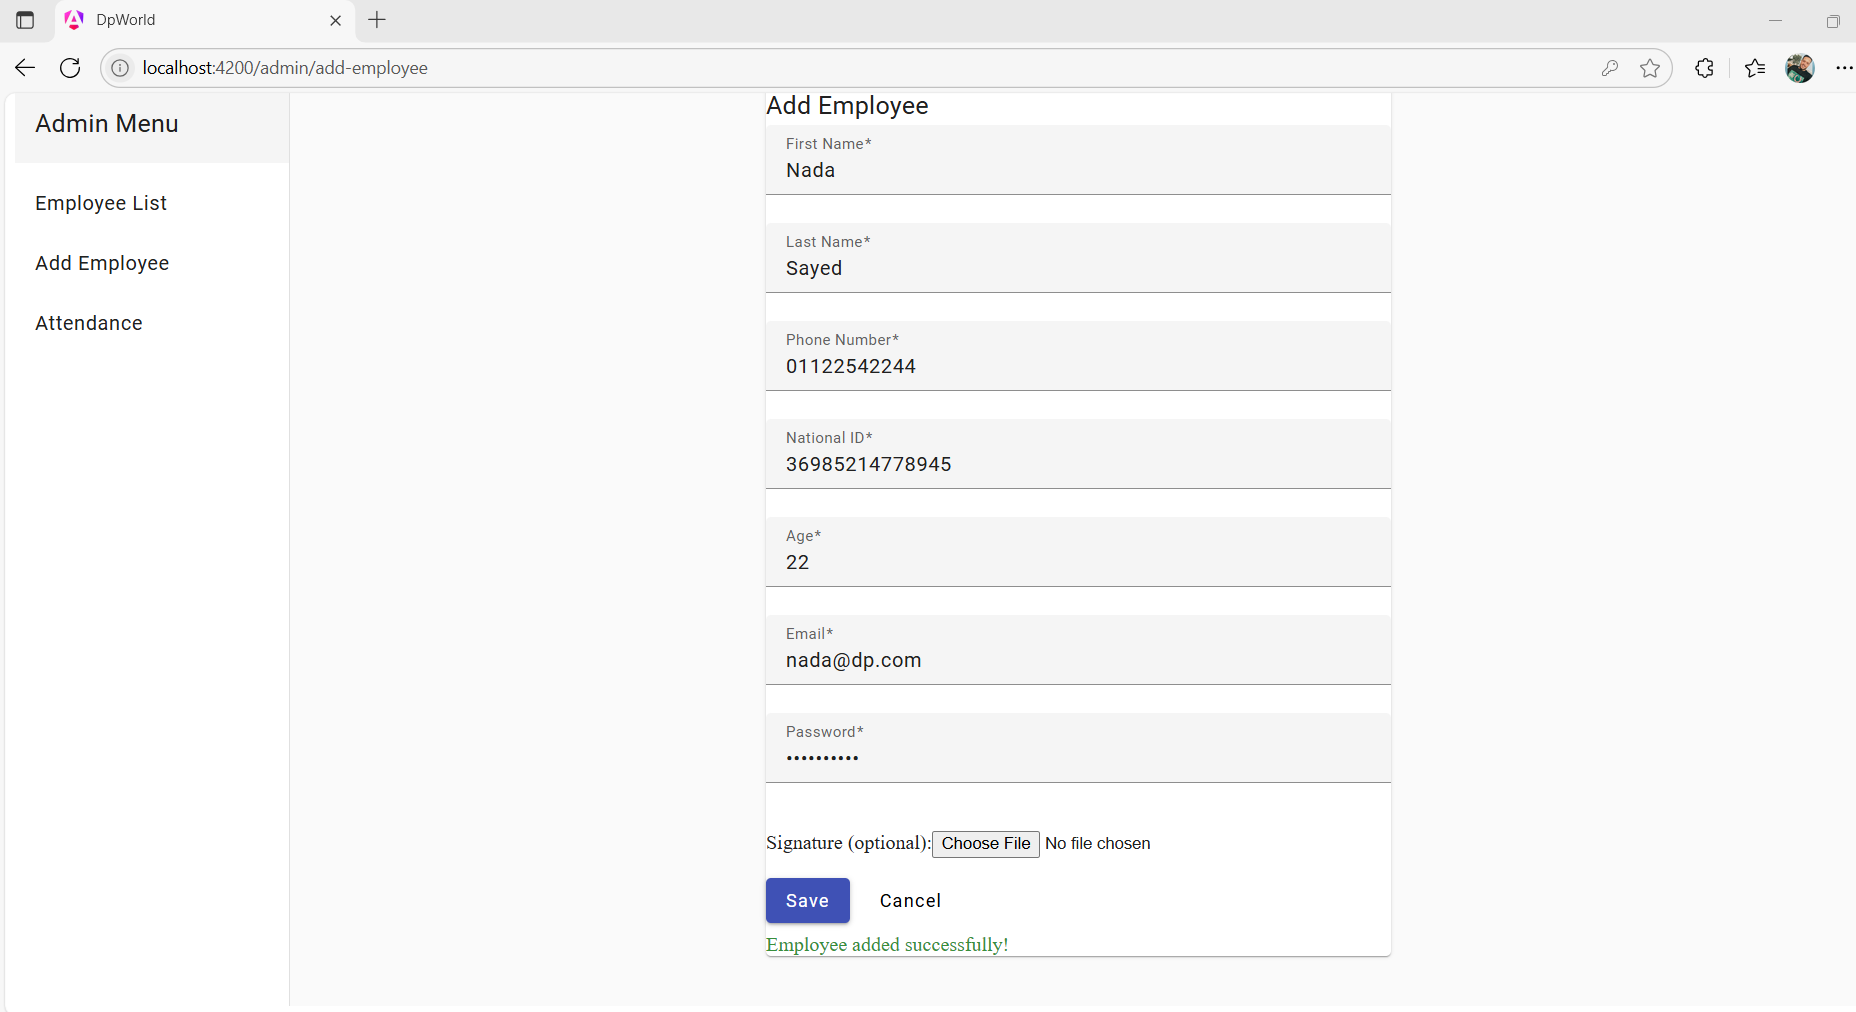 DpWorld
localhost:4200/admin/add-employee
Admin Menu
Employee List
Add Employee
Attendance
Add Employee
First Name*
Nada
Last Name*
Sayed
Phone Number*
01122542244
National ID*
36985214778945
Age*
22
Email*
nada@dp.com
Password*
••••••••••
Signature (optional): Choose File No file chosen
Save Cancel
Employee added successfully!